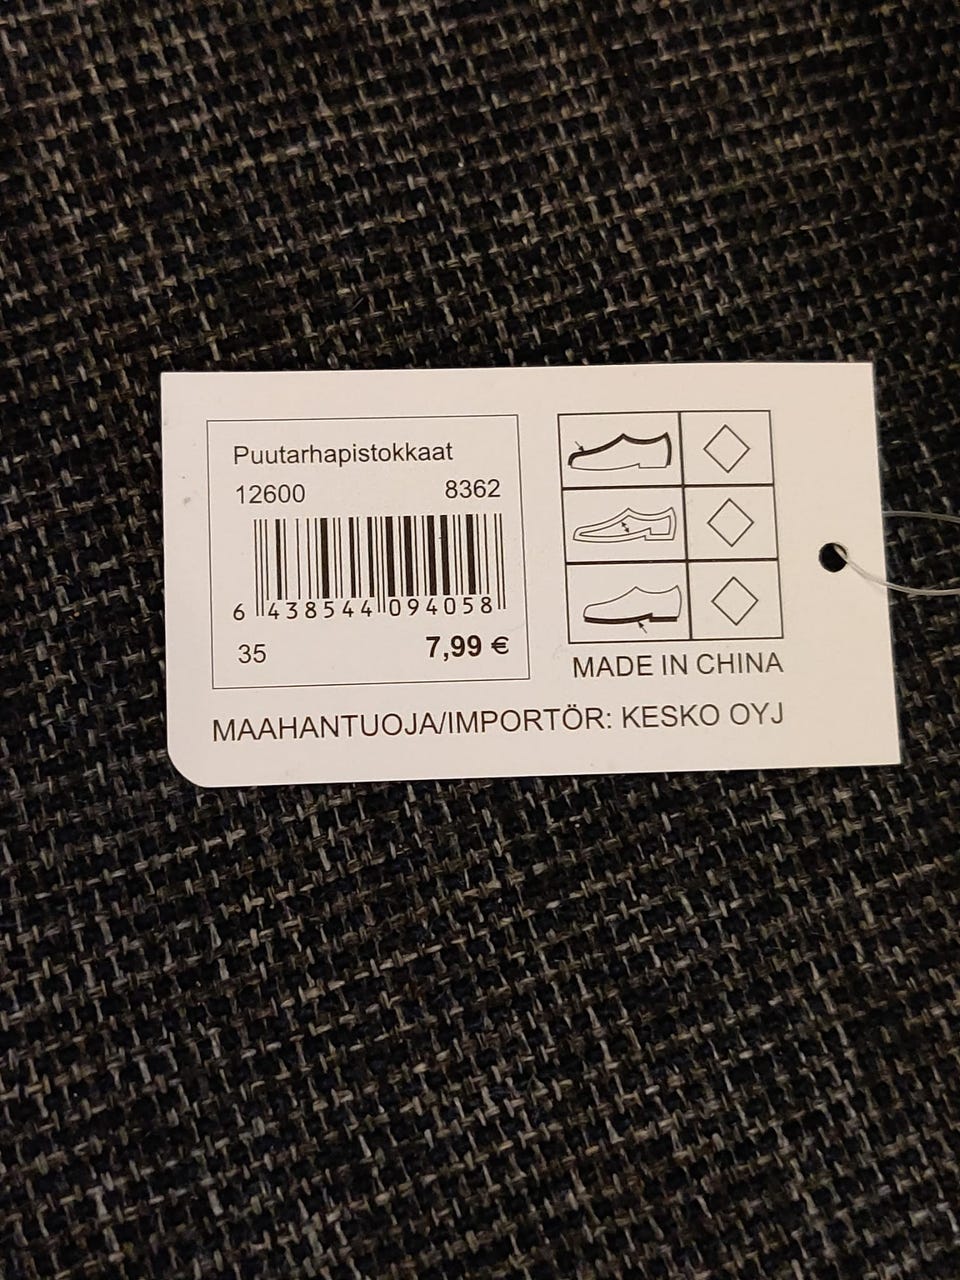 Puutarhapistokkaat
12600 8362
6 438544 094058
35 7,99 €
MADE IN CHINA
MAAHANTUOJA/IMPORTÖR: KESKO OYJ